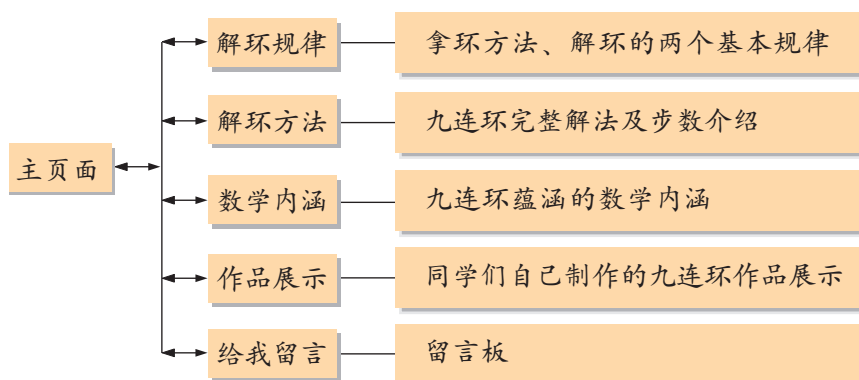 主页面
解环规律
拿环方法、解环的两个基本规律
解环方法
九连环完整解法及步数介绍
数学内涵
九连环蕴涵的数学内涵
作品展示
同学们自己制作的九连环作品展示
给我留言
留言板